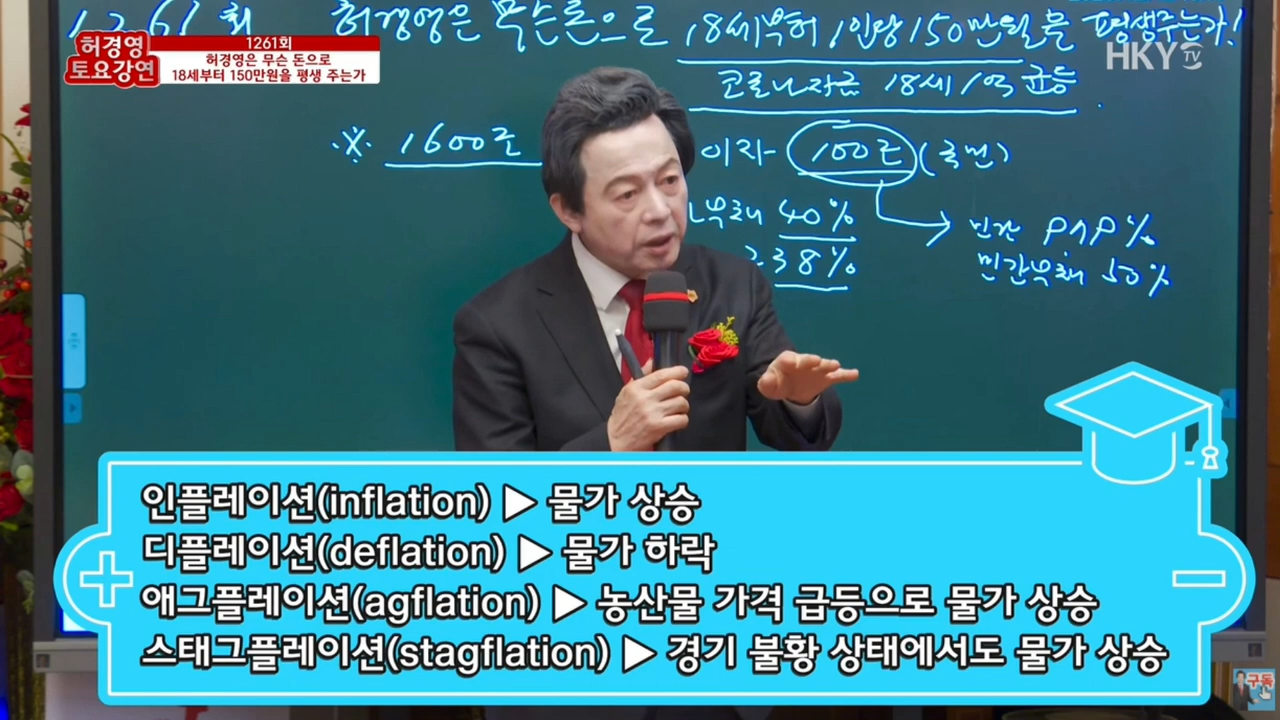 1261회 허경영은 무슨 돈으로 18세부터 1인당 150만원을 평생주는가!
허경영
토요강연
1261회
허경영은 무슨 돈으로
18세부터 150만원을 평생 주는가
HKY TV
코로나자금 18세 1억 균등
※ 1600조
이자 100조 (국민)
부채 40%
38%
민간
민간부채 50%
인플레이션(inflation) ▶ 물가 상승
디플레이션(deflation) ▶ 물가 하락
애그플레이션(agflation) ▶ 농산물 가격 급등으로 물가 상승
스태그플레이션(stagflation) ▶ 경기 불황 상태에서도 물가 상승
구독